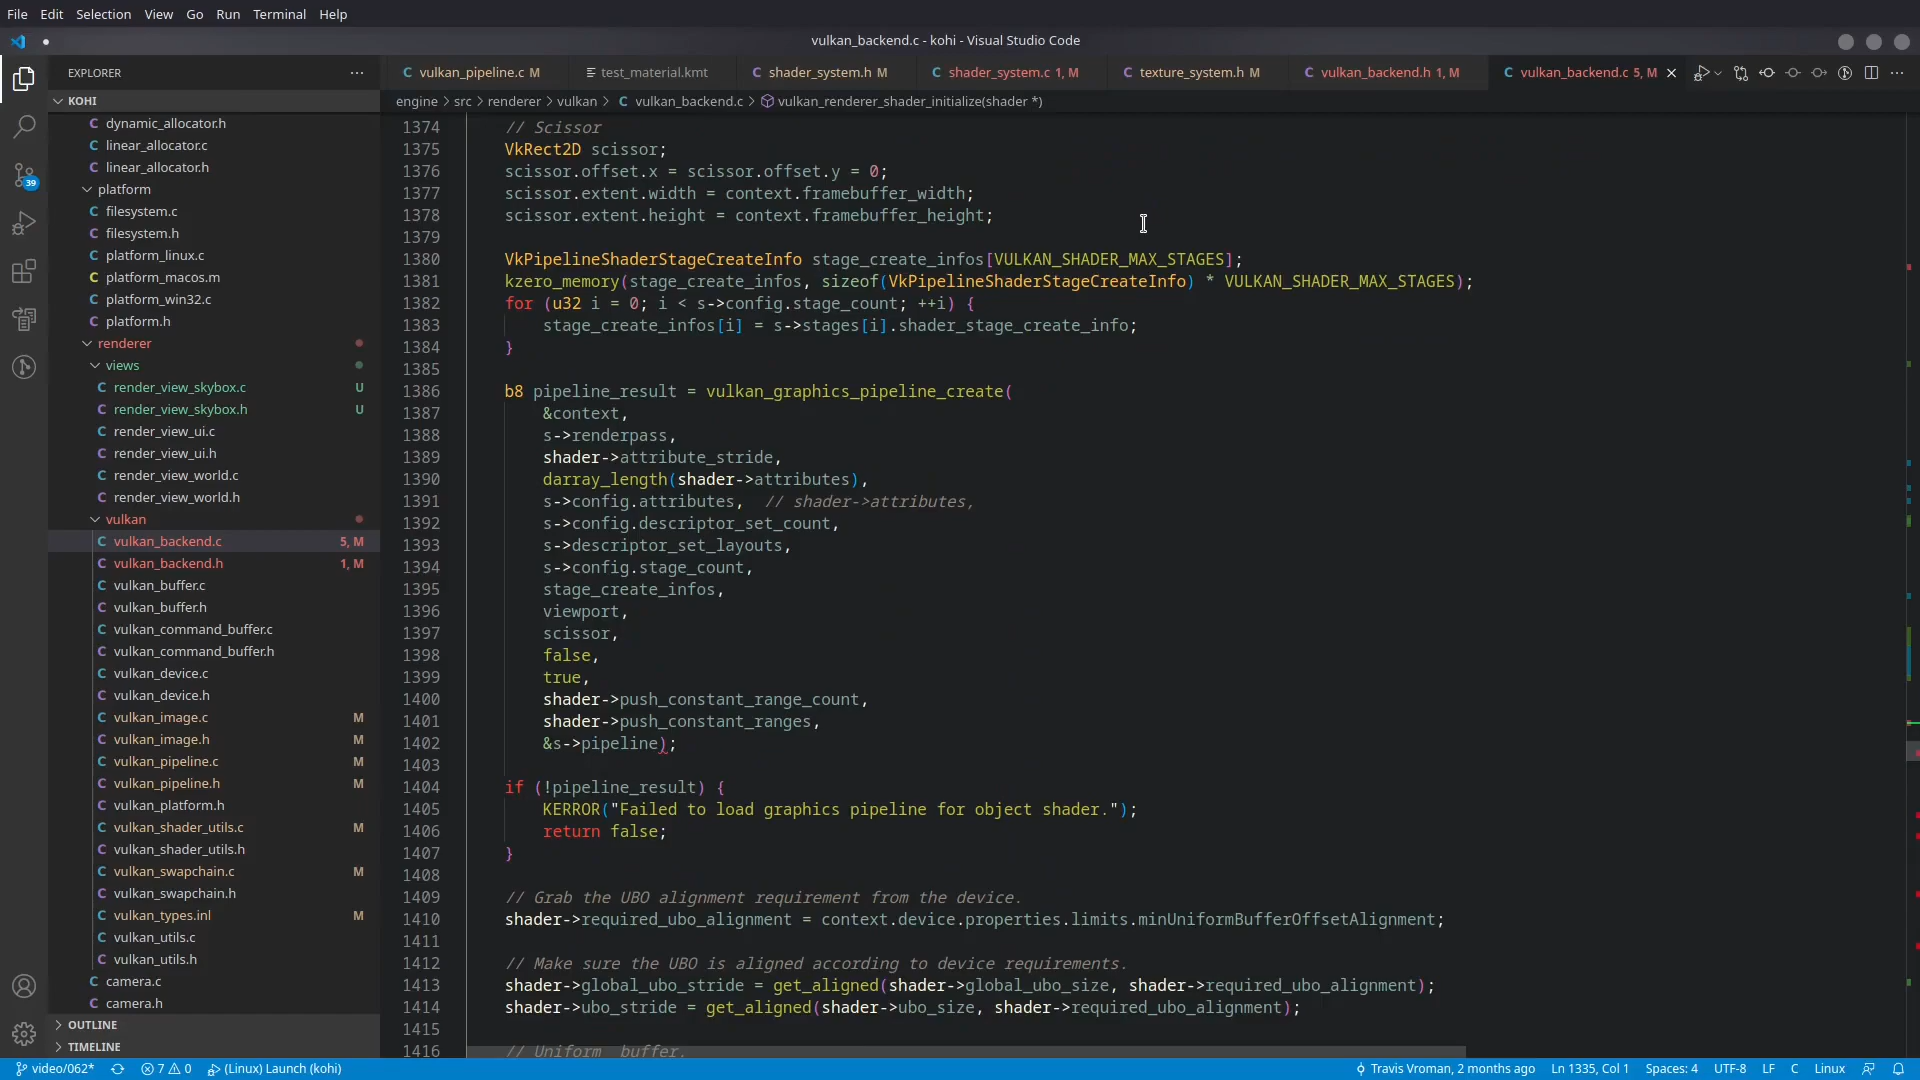 File Edit Selection View Go Run Terminal Help
vulkan_backend.c - kohi - Visual Studio Code
EXPLORER
vulkan_pipeline.c M test_material.kmt shader_system.h M shader_system.c 1, M texture_system.h M vulkan_backend.h 1, M vulkan_backend.c 5, M
KOHI
engine > src > renderer > vulkan > C vulkan_backend.c > vulkan_renderer_shader_initialize(shader *)
C dynamic_allocator.h
C linear_allocator.c
C linear_allocator.h
platform
C filesystem.c
C filesystem.h
C platform_linux.c
C platform_macos.m
C platform_win32.c
C platform.h
renderer
views
C render_view_skybox.c U
C render_view_skybox.h U
C render_view_ui.c
C render_view_ui.h
C render_view_world.c
C render_view_world.h
vulkan
C vulkan_backend.c 5, M
C vulkan_backend.h 1, M
C vulkan_buffer.c
C vulkan_buffer.h
C vulkan_command_buffer.c
C vulkan_command_buffer.h
C vulkan_device.c
C vulkan_device.h
C vulkan_image.c M
C vulkan_image.h M
C vulkan_pipeline.c M
C vulkan_pipeline.h M
C vulkan_platform.h
C vulkan_shader_utils.c M
C vulkan_shader_utils.h
C vulkan_swapchain.c M
C vulkan_swapchain.h
C vulkan_types.inl M
C vulkan_utils.c
C vulkan_utils.h
C camera.c
C camera.h
OUTLINE
TIMELINE
39
1374 // Scissor
1375 VkRect2D scissor;
1376 scissor.offset.x = scissor.offset.y = 0;
1377 scissor.extent.width = context.framebuffer_width;
1378 scissor.extent.height = context.framebuffer_height;
1379
1380 VkPipelineShaderStageCreateInfo stage_create_infos[VULKAN_SHADER_MAX_STAGES];
1381 kzero_memory(stage_create_infos, sizeof(VkPipelineShaderStageCreateInfo) * VULKAN_SHADER_MAX_STAGES);
1382 for (u32 i = 0; i < s->config.stage_count; ++i) {
1383 stage_create_infos[i] = s->stages[i].shader_stage_create_info;
1384 }
1385
1386 b8 pipeline_result = vulkan_graphics_pipeline_create(
1387 &context,
1388 s->renderpass,
1389 shader->attribute_stride,
1390 darray_length(shader->attributes),
1391 s->config.attributes, // shader->attributes,
1392 s->config.descriptor_set_count,
1393 s->descriptor_set_layouts,
1394 s->config.stage_count,
1395 stage_create_infos,
1396 viewport,
1397 scissor,
1398 false,
1399 true,
1400 shader->push_constant_range_count,
1401 shader->push_constant_ranges,
1402 &s->pipeline);
1403
1404 if (!pipeline_result) {
1405 KERROR("Failed to load graphics pipeline for object shader.");
1406 return false;
1407 }
1408
1409 // Grab the UBO alignment requirement from the device.
1410 shader->required_ubo_alignment = context.device.properties.limits.minUniformBufferOffsetAlignment;
1411
1412 // Make sure the UBO is aligned according to device requirements.
1413 shader->global_ubo_stride = get_aligned(shader->global_ubo_size, shader->required_ubo_alignment);
1414 shader->ubo_stride = get_aligned(shader->ubo_size, shader->required_ubo_alignment);
1415
1416 // Uniform buffer.
video/062* 7 0 (Linux) Launch (kohi) Travis Vroman, 2 months ago Ln 1335, Col 1 Spaces: 4 UTF-8 LF C Linux